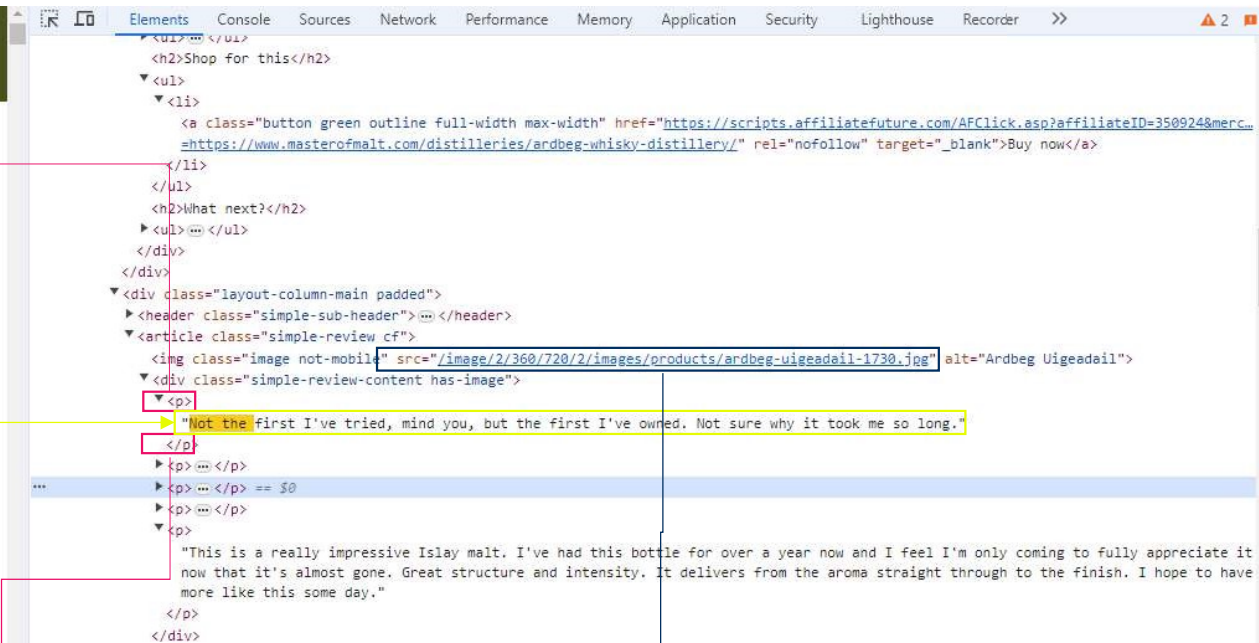 Elements Console Sources Network Performance Memory Application Security Lighthouse Recorder >> 2
<ul> ... </ul>
<h2>Shop for this</h2>
<ul>
<li>
<a class="button green outline full-width max-width" href="https://scripts.affiliatefuture.com/AFClick.asp?affiliateID=350924&merc…
=https://www.masterofmalt.com/distilleries/ardbeg-whisky-distillery/" rel="nofollow" target="_blank">Buy now</a>
</li>
</ul>
<h2>What next?</h2>
<ul> ... </ul>
</div>
</div>
<div class="layout-column-main padded">
<header class="simple-sub-header"> ... </header>
<article class="simple-review cf">
<img class="image not-mobile" src="/image/2/360/720/2/images/products/ardbeg-uigeadail-1730.jpg" alt="Ardbeg Uigeadail">
<div class="simple-review-content has-image">
<p>
"Not the first I've tried, mind you, but the first I've owned. Not sure why it took me so long."
</p>
<p> ... </p>
... <p> ... </p> == $0
<p> ... </p>
<p>
"This is a really impressive Islay malt. I've had this bottle for over a year now and I feel I'm only coming to fully appreciate it
now that it's almost gone. Great structure and intensity. It delivers from the aroma straight through to the finish. I hope to have
more like this some day."
</p>
</div>